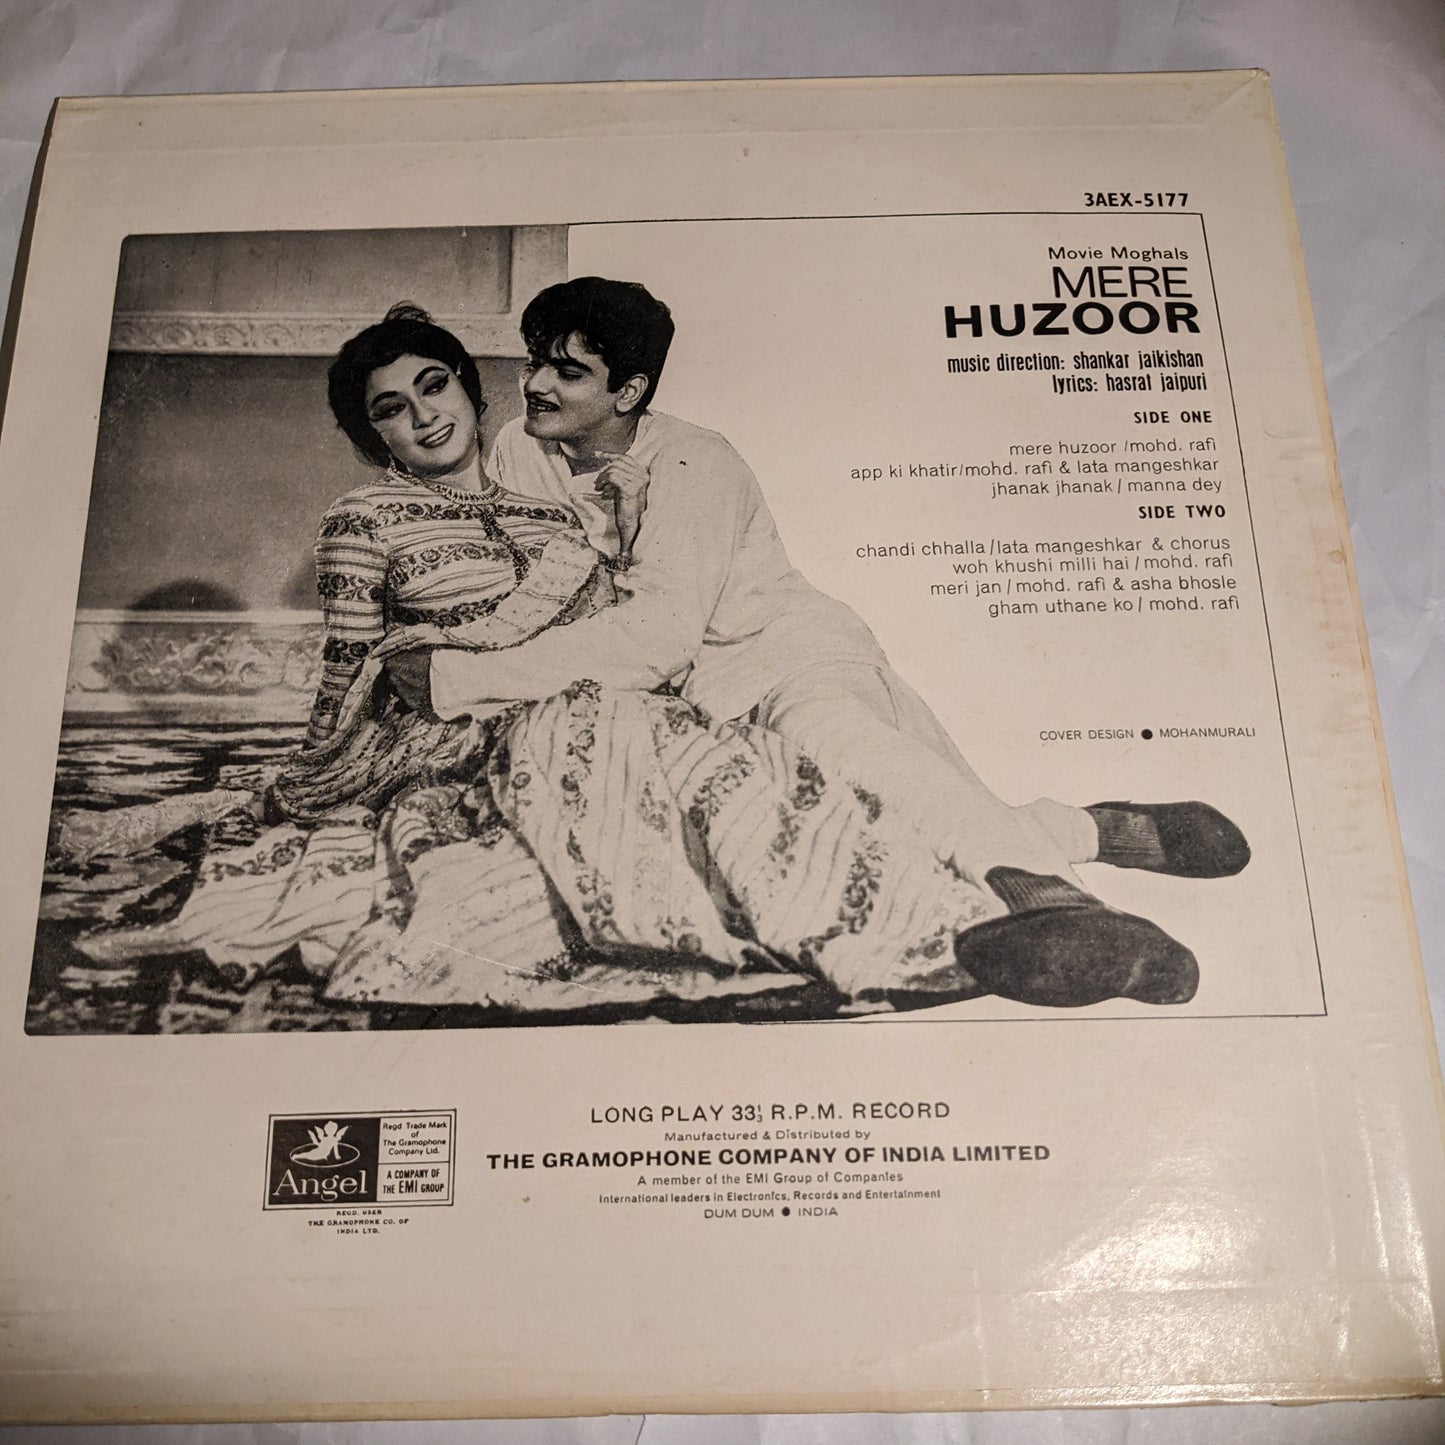 3AEX-5177
Movie Moghals
MERE
HUZOOR
music direction: shankar jaikishan
lyrics: hasrat jaipuri
SIDE ONE
mere huzoor /mohd. rafi
app ki khatir/mohd. rafi & lata mangeshkar
jhanak jhanak / manna dey
SIDE TWO
chandi chhalla /lata mangeshkar & chorus
woh khushi milli hai / mohd. rafi
meri jan / mohd. rafi & asha bhosle
gham uthane ko / mohd. rafi
COVER DESIGN ● MOHANMURALI
Angel
Regd Trade Mark
of
The Gramophone
Company Ltd.
A COMPANY OF
THE EMI GROUP
REGD. USER
THE GRAMOPHONE CO. OF
INDIA LTD.
LONG PLAY 33⅓ R.P.M. RECORD
Manufactured & Distributed by
THE GRAMOPHONE COMPANY OF INDIA LIMITED
A member of the EMI Group of Companies
International leaders in Electronics, Records and Entertainment
DUM DUM ● INDIA